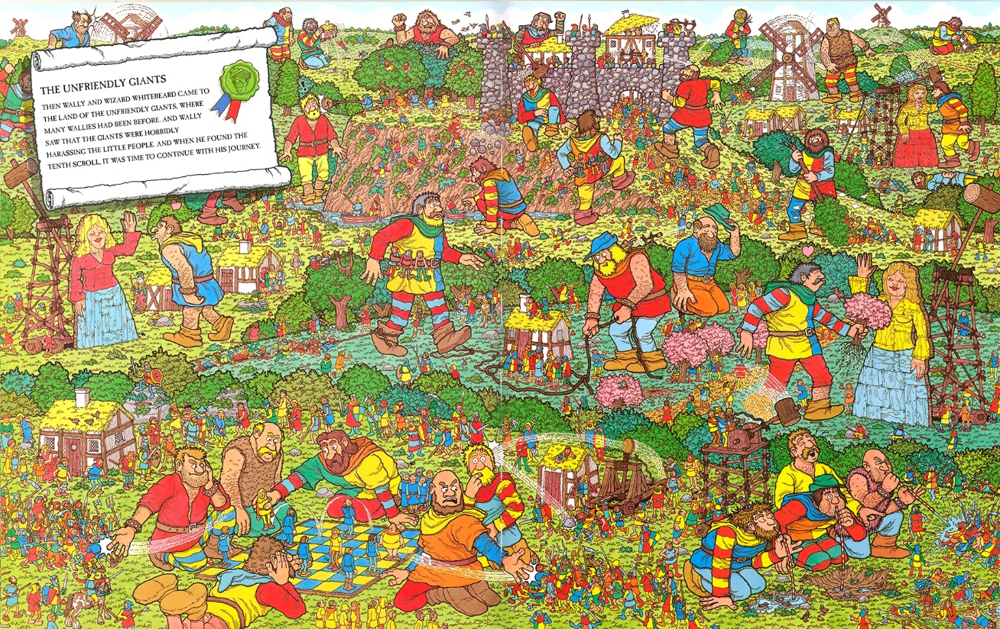 THE UNFRIENDLY GIANTS
THEN WALLY AND WIZARD WHITEBEARD CAME TO
THE LAND OF THE UNFRIENDLY GIANTS, WHERE
MANY WALLIES HAD BEEN BEFORE. AND WALLY
SAW THAT THE GIANTS WERE HORRIDLY
HARASSING THE LITTLE PEOPLE. AND WHEN HE FOUND THE
TENTH SCROLL, IT WAS TIME TO CONTINUE WITH HIS JOURNEY.